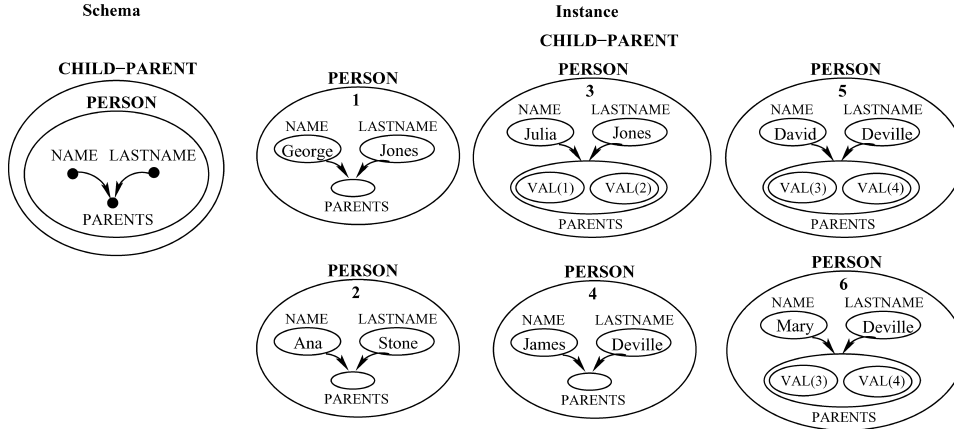 Schema
Instance
CHILD−PARENT
CHILD−PARENT
PERSON
NAME LASTNAME
PARENTS
PERSON
1
NAME LASTNAME
George Jones
PARENTS
PERSON
3
NAME LASTNAME
Julia Jones
VAL(1) VAL(2)
PARENTS
PERSON
5
NAME LASTNAME
David Deville
VAL(3) VAL(4)
PARENTS
PERSON
2
NAME LASTNAME
Ana Stone
PARENTS
PERSON
4
NAME LASTNAME
James Deville
PARENTS
PERSON
6
NAME LASTNAME
Mary Deville
VAL(3) VAL(4)
PARENTS